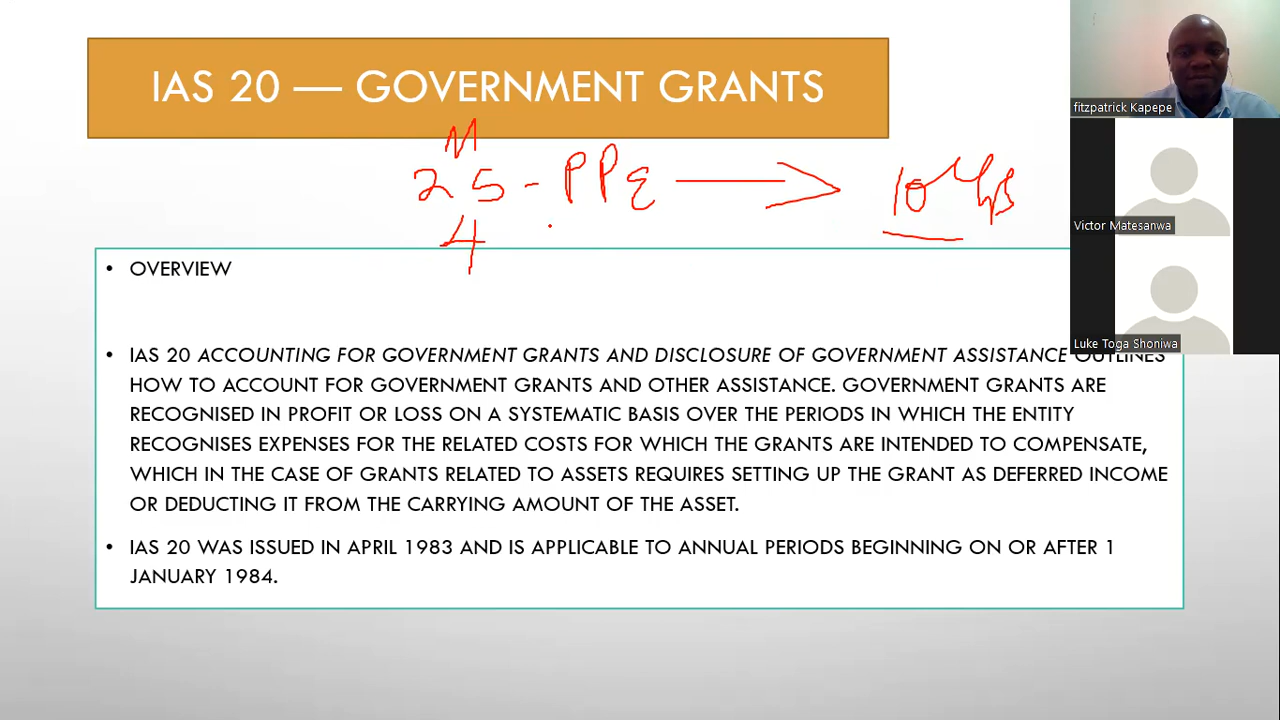 IAS 20 — GOVERNMENT GRANTS
M
25 - PPE
4
10
• OVERVIEW
• IAS 20 ACCOUNTING FOR GOVERNMENT GRANTS AND DISCLOSURE OF GOVERNMENT ASSISTANCE OUTLINES
HOW TO ACCOUNT FOR GOVERNMENT GRANTS AND OTHER ASSISTANCE. GOVERNMENT GRANTS ARE
RECOGNISED IN PROFIT OR LOSS ON A SYSTEMATIC BASIS OVER THE PERIODS IN WHICH THE ENTITY
RECOGNISES EXPENSES FOR THE RELATED COSTS FOR WHICH THE GRANTS ARE INTENDED TO COMPENSATE,
WHICH IN THE CASE OF GRANTS RELATED TO ASSETS REQUIRES SETTING UP THE GRANT AS DEFERRED INCOME
OR DEDUCTING IT FROM THE CARRYING AMOUNT OF THE ASSET.
• IAS 20 WAS ISSUED IN APRIL 1983 AND IS APPLICABLE TO ANNUAL PERIODS BEGINNING ON OR AFTER 1
JANUARY 1984.
fitzpatrick Kapepe
Victor Matesanwa
Luke Toga Shoniwa